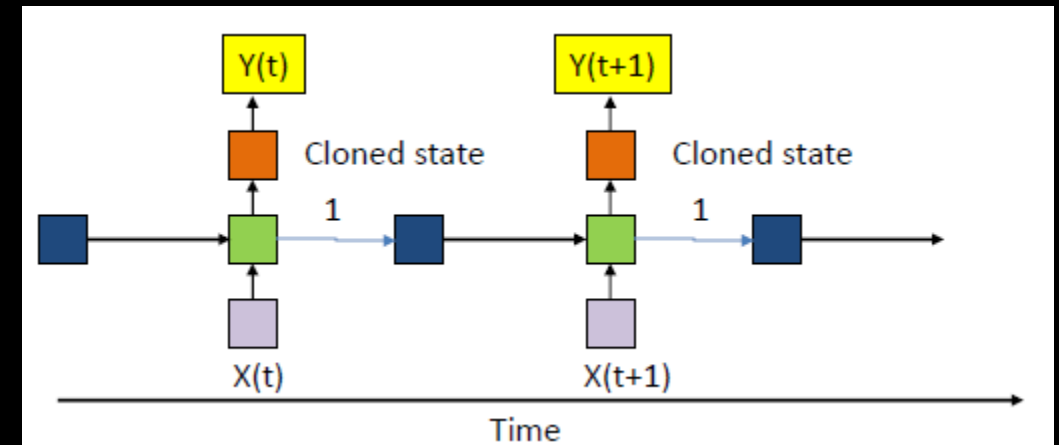 Y(t) Y(t+1)
Cloned state Cloned state
1 1
X(t) X(t+1)
Time